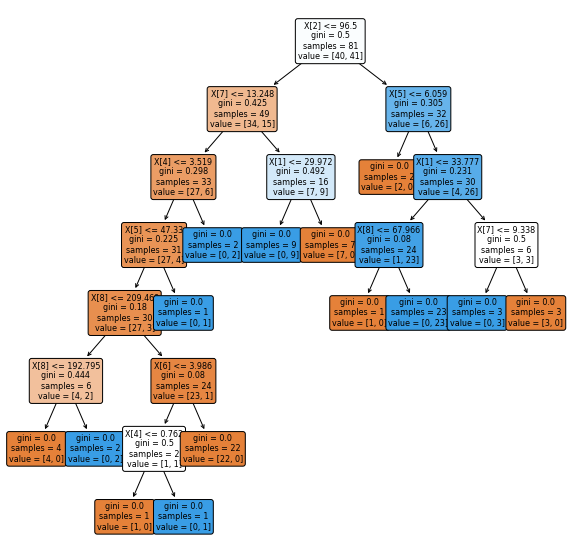 X[2] <= 96.5
gini = 0.5
samples = 81
value = [40, 41]
X[7] <= 13.248
gini = 0.425
samples = 49
value = [34, 15]
X[5] <= 6.059
gini = 0.305
samples = 32
value = [6, 26]
X[4] <= 3.519
gini = 0.298
samples = 33
value = [27, 6]
X[1] <= 29.972
gini = 0.492
samples = 16
value = [7, 9]
gini = 0.0
samples = 2
value = [2, 0
X[1] <= 33.777
gini = 0.231
samples = 30
value = [4, 26]
X[5] <= 47.33
gini = 0.225
samples = 31
value = [27, 4]
gini = 0.0
samples = 2
value = [0, 2]
gini = 0.0
samples = 9
value = [0, 9]
gini = 0.0
samples = 7
value = [7, 0
X[8] <= 67.966
gini = 0.08
samples = 24
value = [1, 23]
X[7] <= 9.338
gini = 0.5
samples = 6
value = [3, 3]
X[8] <=
gini = 0.18
samples = 30
value = [27, 3]
gini = 0.0
samples = 1
value = [0, 1]
gini = 0.0
samples = 1
value = [1, 0]
gini = 0.0
samples = 23
value = [0, 23]
gini = 0.0
samples = 3
value = [0, 3]
gini = 0.0
samples = 3
value = [3, 0]
X[8] <= 192.795
gini = 0.444
samples = 6
value = [4, 2]
X[6] <= 3.986
gini = 0.08
samples = 24
value = [23, 1]
gini = 0.0
samples = 4
value = [4, 0]
gini = 0.0
samples = 2
value = [0, 2]
X[4] <= 0.762
gini = 0.5
samples = 2
value = [1, 1]
gini = 0.0
samples = 22
value = [22, 0]
gini = 0.0
samples = 1
value = [1, 0]
gini = 0.0
samples = 1
value = [0, 1]